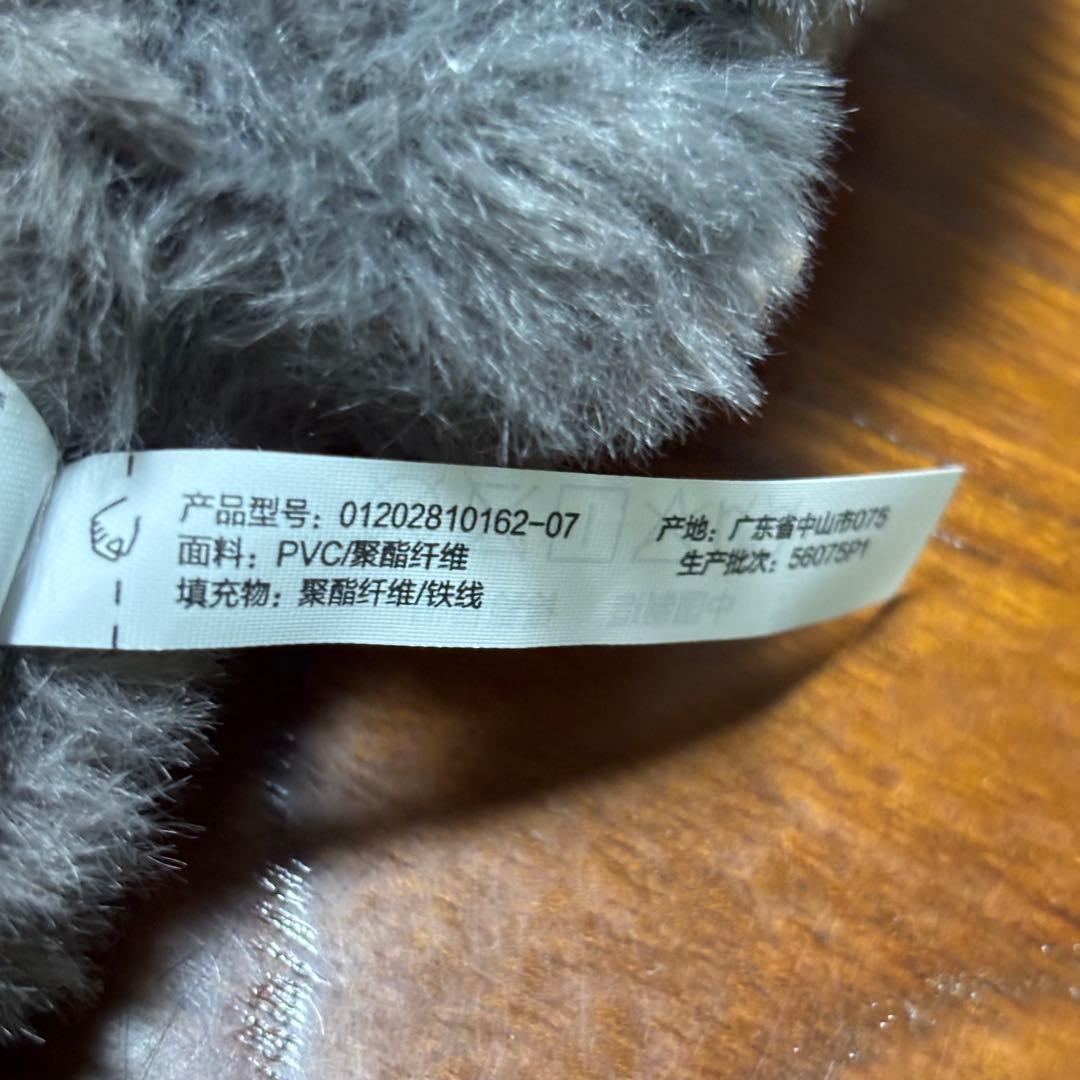 产品型号：01202810162-07
面料：PVC/聚酯纤维
填充物：聚酯纤维/铁线
产地：广东省中山市075
生产批次：56075P1